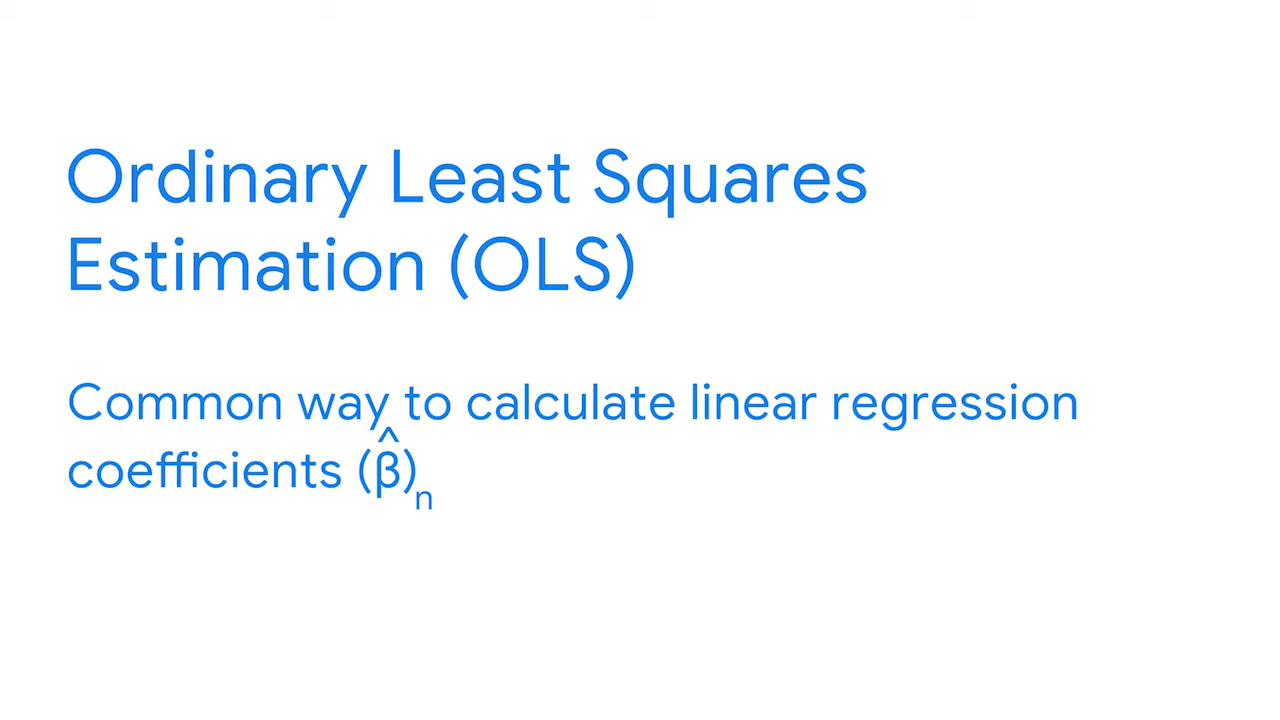 Ordinary Least Squares
Estimation (OLS)
Common way to calculate linear regression
coefficients (β̂)ₙ